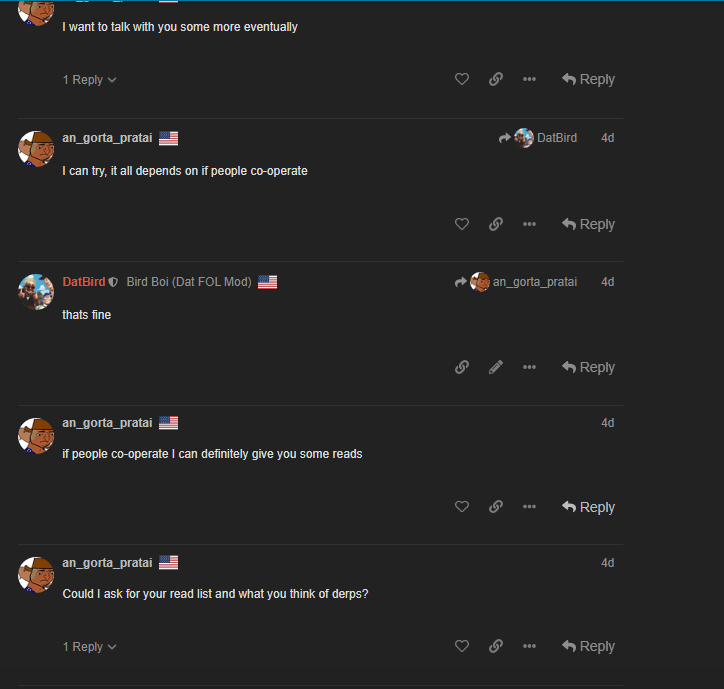 I want to talk with you some more eventually
1 Reply
Reply
an_gorta_pratai
DatBird 4d
I can try, it all depends on if people co-operate
Reply
DatBird Bird Boi (Dat FOL Mod)
an_gorta_pratai 4d
thats fine
Reply
an_gorta_pratai
4d
if people co-operate I can definitely give you some reads
Reply
an_gorta_pratai
4d
Could I ask for your read list and what you think of derps?
1 Reply
Reply